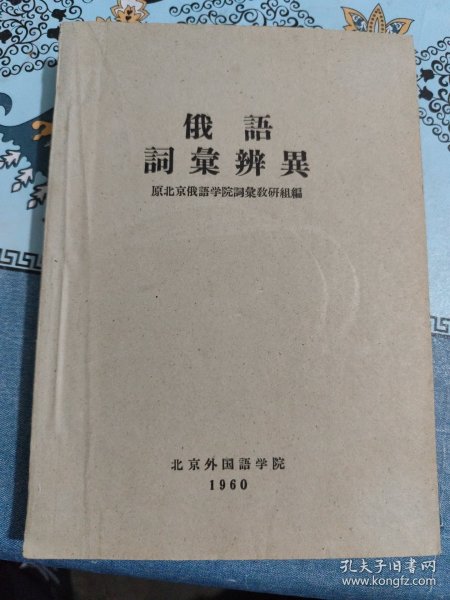 俄語
詞彙辨異
原北京俄語学院詞彙教研組編
北京外国語学院
1960
孔夫子旧书网
www.kongfz.com